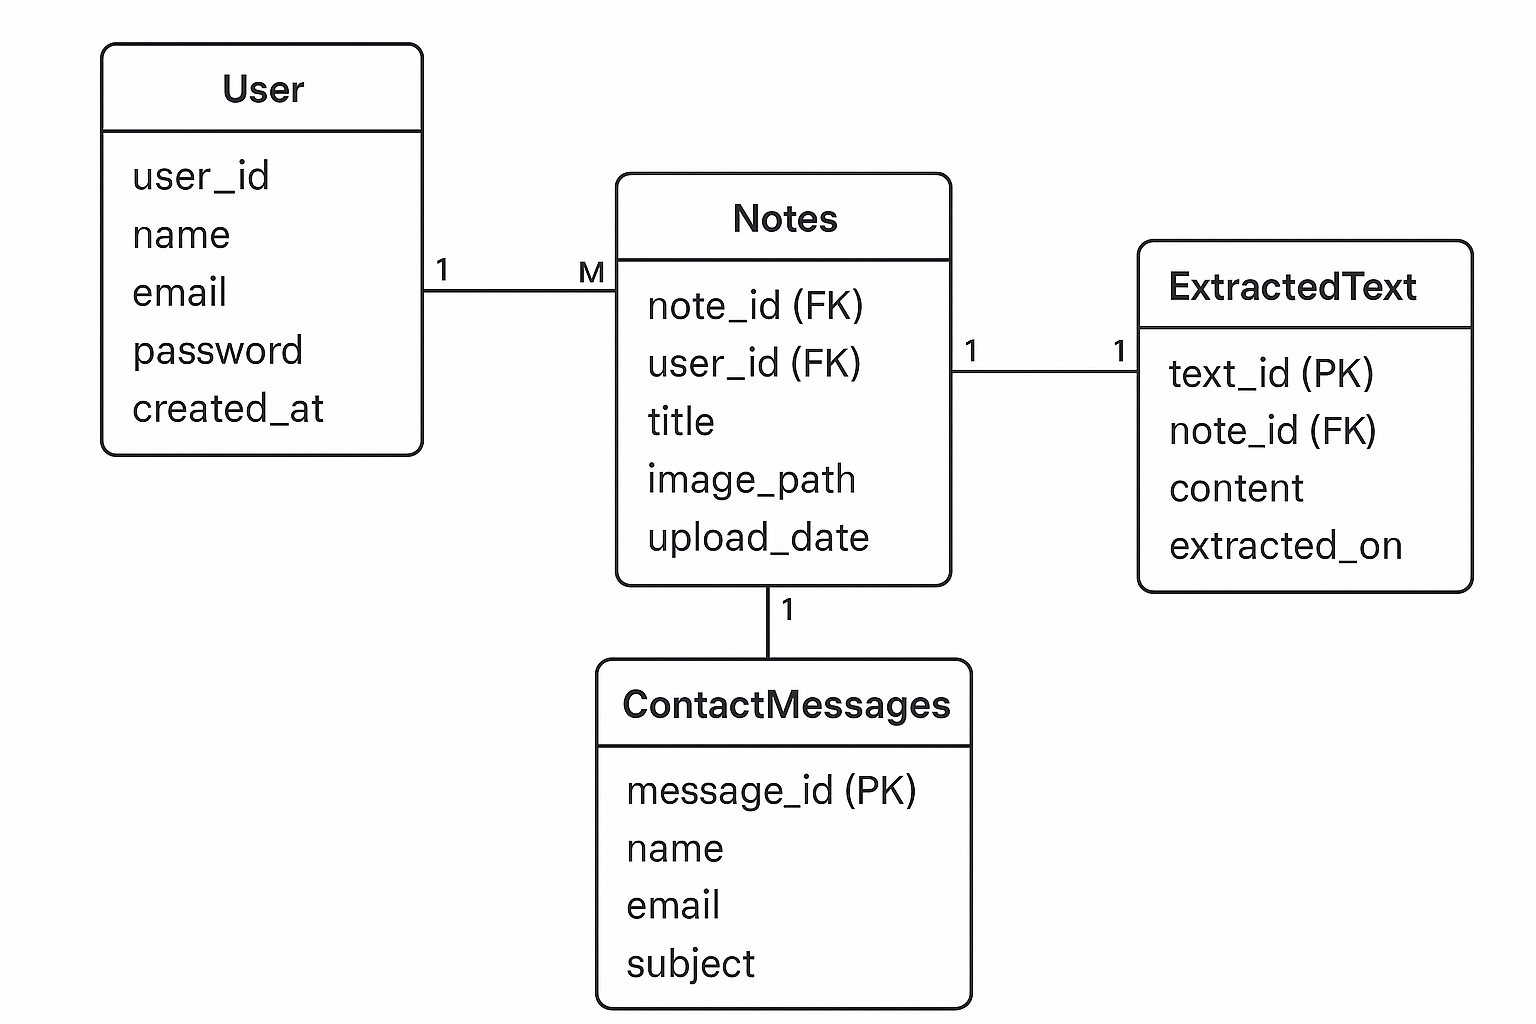 User
user_id
name
email
password
created_at
1
M
Notes
note_id (FK)
user_id (FK)
title
image_path
upload_date
1
1
ExtractedText
text_id (PK)
note_id (FK)
content
extracted_on
1
ContactMessages
message_id (PK)
name
email
subject